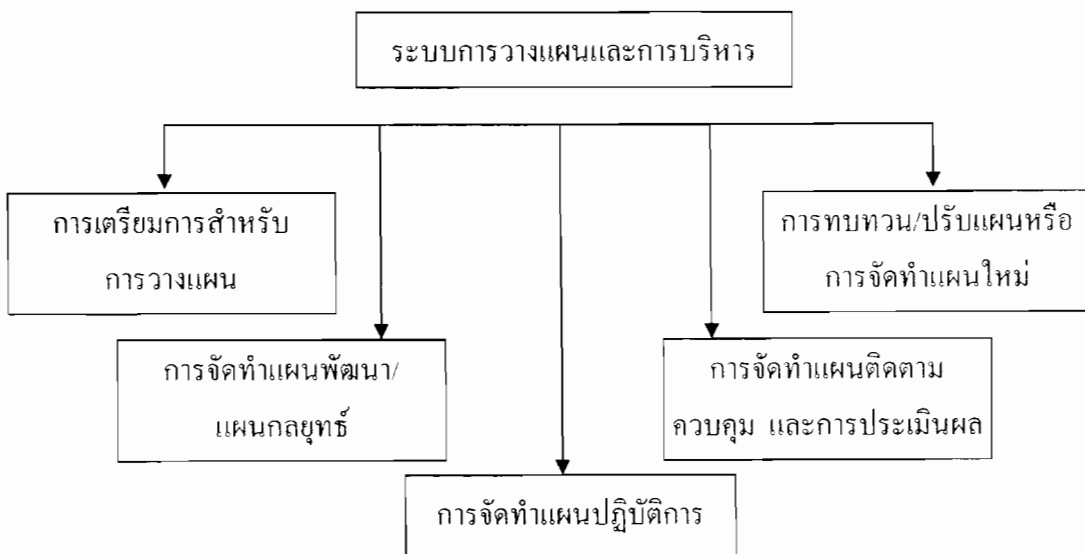 ระบบการวางแผนและการบริหาร
การเตรียมการสำหรับ
การวางแผน
การทบทวน/ปรับแผนหรือ
การจัดทำแผนใหม่
การจัดทำแผนพัฒนา/
แผนกลยุทธ์
การจัดทำแผนติดตาม
ควบคุม และการประเมินผล
การจัดทำแผนปฏิบัติการ